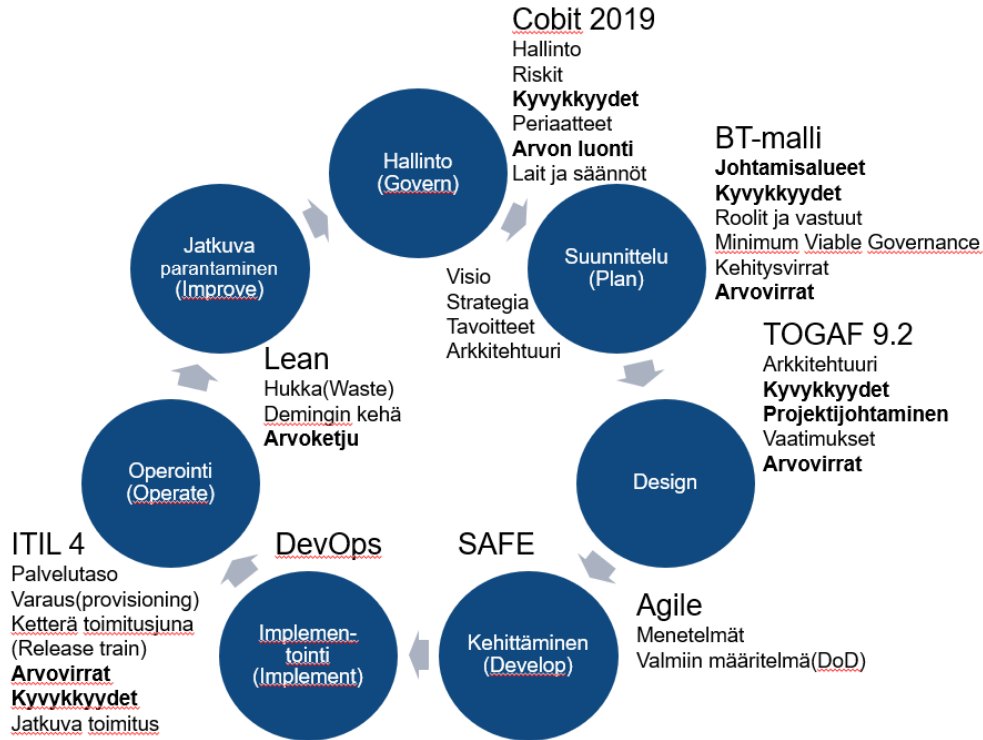 Cobit 2019
Hallinto
Riskit
Kyvykkyydet
Periaatteet
Arvon luonti
Lait ja säännöt
Hallinto
(Govern)
BT-malli
Johtamisalueet
Kyvykkyydet
Roolit ja vastuut
Minimum Viable Governance
Kehitysvirrat
Arvovirrat
Suunnittelu
(Plan)
Visio
Strategia
Tavoitteet
Arkkitehtuuri
TOGAF 9.2
Arkkitehtuuri
Kyvykkyydet
Projektijohtaminen
Vaatimukset
Arvovirrat
Design
Agile
Menetelmät
Valmiin määritelmä(DoD)
SAFE
Kehittäminen
(Develop)
DevOps
Implemen-
tointi
(Implement)
ITIL 4
Palvelutaso
Varaus(provisioning)
Ketterä toimitusjuna
(Release train)
Arvovirrat
Kyvykkyydet
Jatkuva toimitus
Operointi
(Operate)
Lean
Hukka(Waste)
Demingin kehä
Arvoketju
Jatkuva
parantaminen
(Improve)